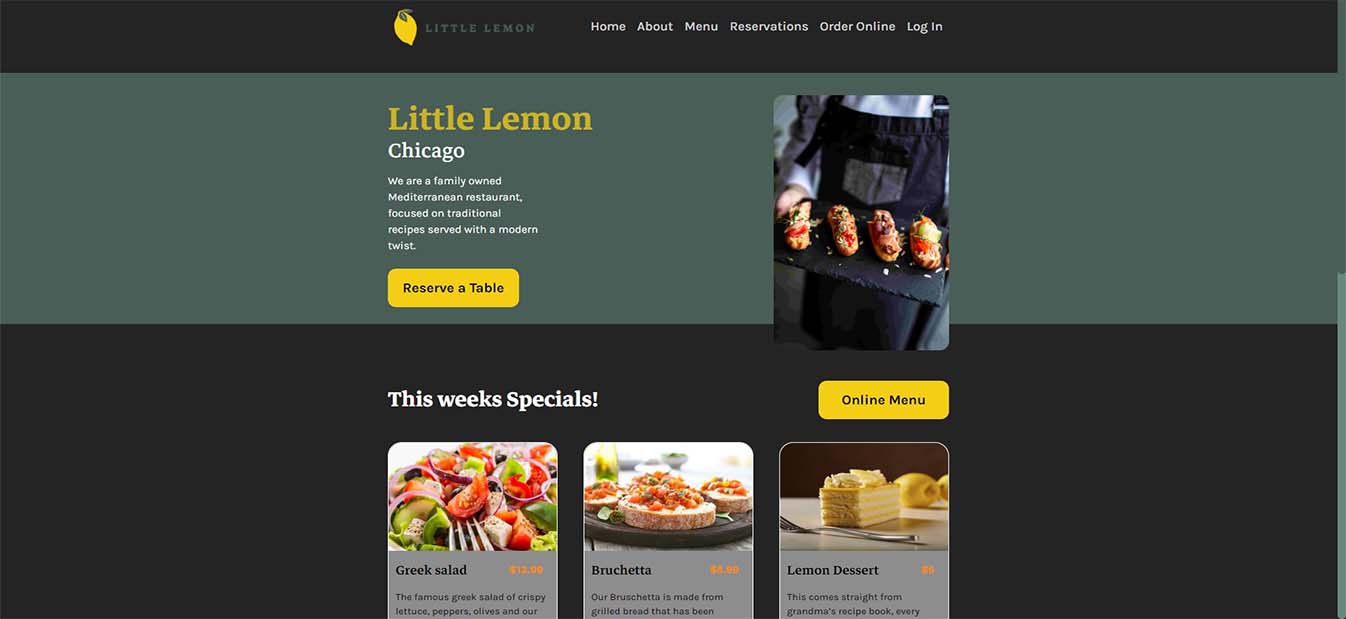 LITTLE LEMON
Home About Menu Reservations Order Online Log In
Little Lemon
Chicago
We are a family owned
Mediterranean restaurant,
focused on traditional
recipes served with a modern
twist.
Reserve a Table
This weeks Specials!
Online Menu
Greek salad $12.99
The famous greek salad of crispy
lettuce, peppers, olives and our
Bruchetta
Our Bruschetta is made from
grilled bread that has been
Lemon Dessert $5
This comes straight from
grandma's recipe book, every